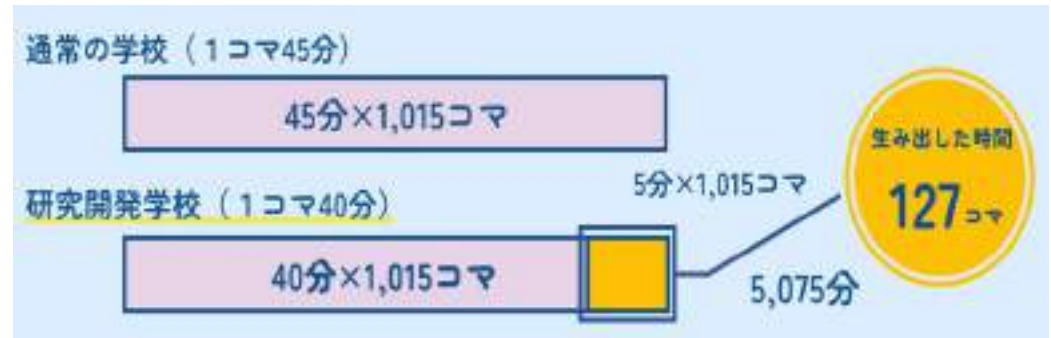 通常の学校（1コマ45分）
45分×1,015コマ
研究開発学校（1コマ40分）
40分×1,015コマ
5分×1,015コマ
5,075分
生み出した時間
127コマ